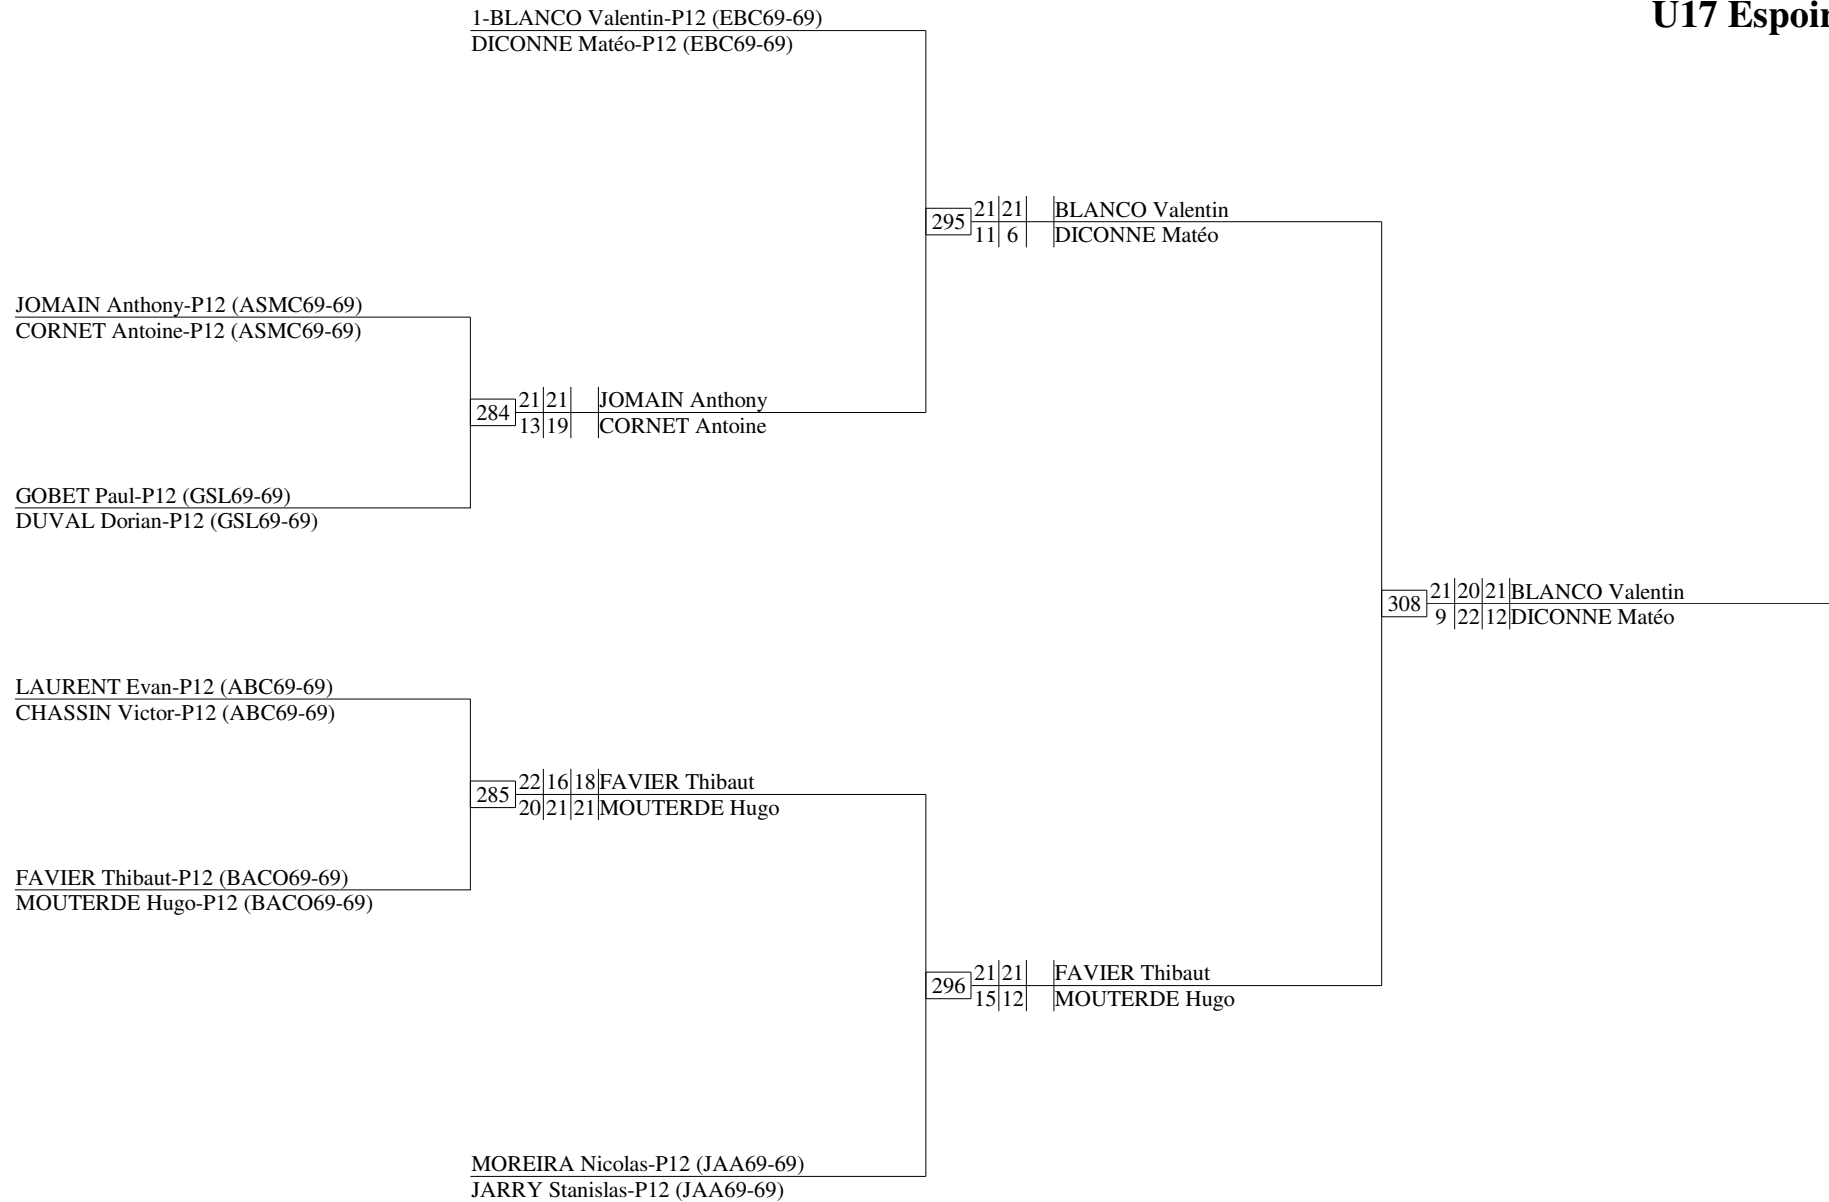 U17 Espoir
1-BLANCO Valentin-P12 (EBC69-69)
DICONNE Matéo-P12 (EBC69-69)
295 21 21 BLANCO Valentin
11 6 DICONNE Matéo
JOMAIN Anthony-P12 (ASMC69-69)
CORNET Antoine-P12 (ASMC69-69)
284 21 21 JOMAIN Anthony
13 19 CORNET Antoine
GOBET Paul-P12 (GSL69-69)
DUVAL Dorian-P12 (GSL69-69)
308 21 20 21 BLANCO Valentin
9 22 12 DICONNE Matéo
LAURENT Evan-P12 (ABC69-69)
CHASSIN Victor-P12 (ABC69-69)
285 22 16 18 FAVIER Thibaut
20 21 21 MOUTERDE Hugo
FAVIER Thibaut-P12 (BACO69-69)
MOUTERDE Hugo-P12 (BACO69-69)
296 21 21 FAVIER Thibaut
15 12 MOUTERDE Hugo
MOREIRA Nicolas-P12 (JAA69-69)
JARRY Stanislas-P12 (JAA69-69)